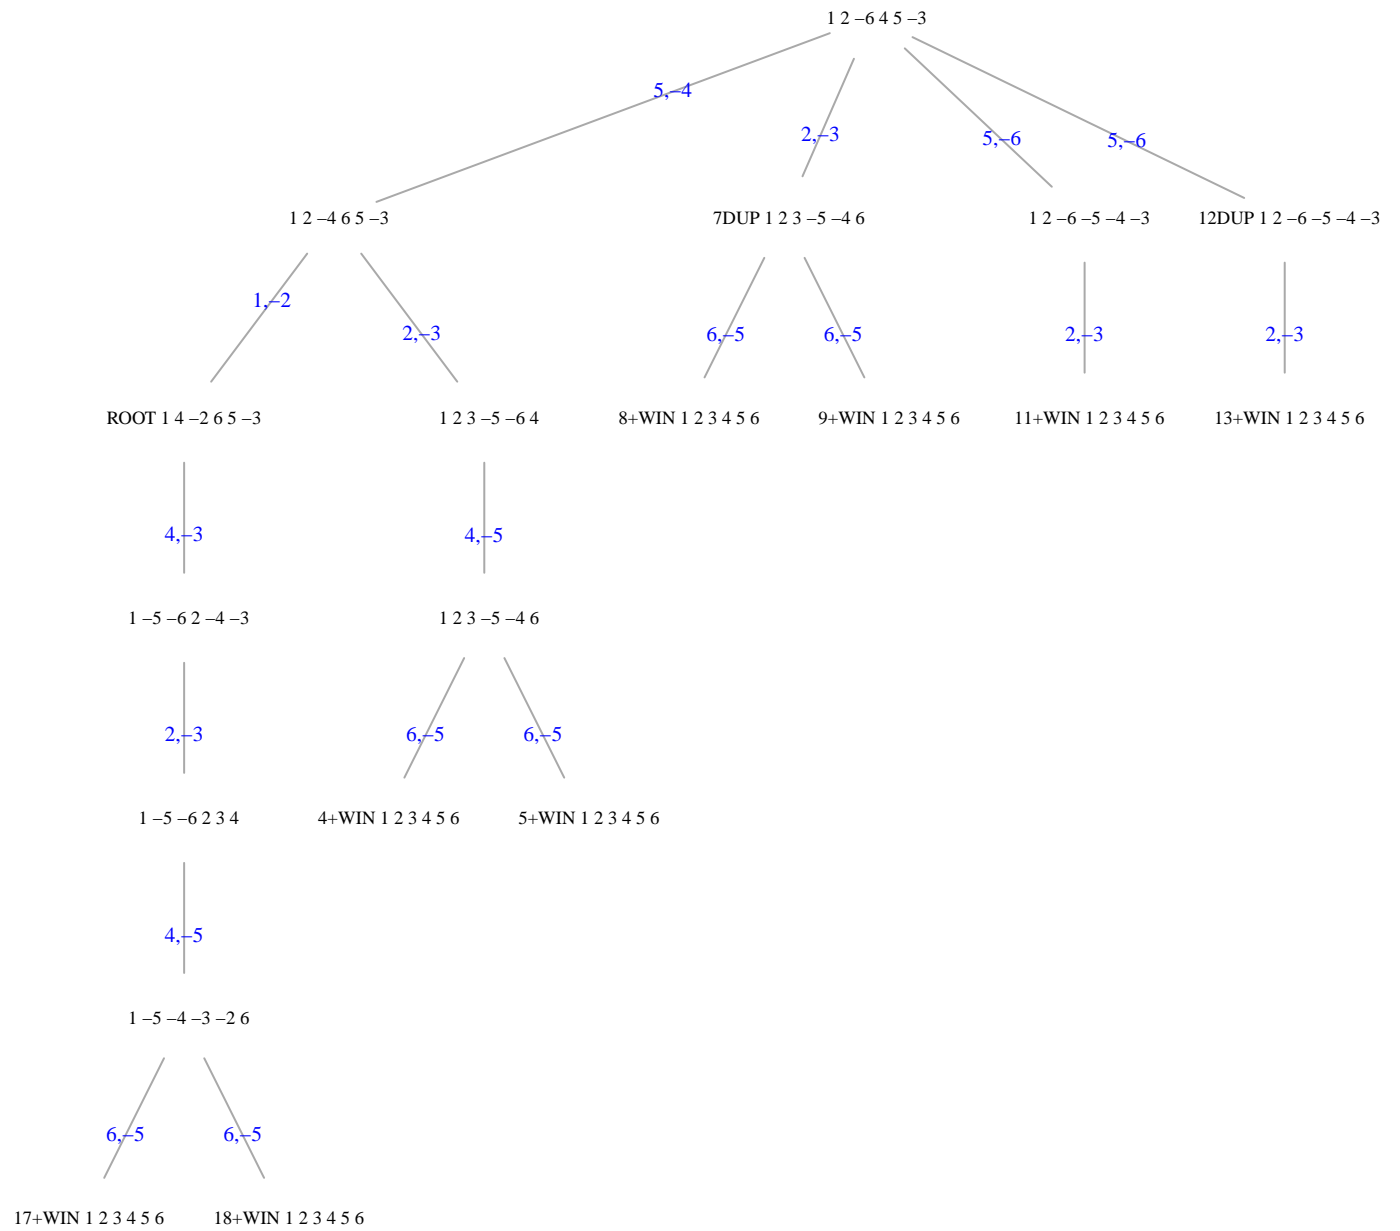 1 2 –6 4 5 –3
5,–4
2,–3
5,–6
5,–6
1 2 –4 6 5 –3
7DUP 1 2 3 –5 –4 6
1 2 –6 –5 –4 –3
12DUP 1 2 –6 –5 –4 –3
1,–2
2,–3
6,–5
6,–5
2,–3
2,–3
ROOT 1 4 –2 6 5 –3
1 2 3 –5 –6 4
8+WIN 1 2 3 4 5 6
9+WIN 1 2 3 4 5 6
11+WIN 1 2 3 4 5 6
13+WIN 1 2 3 4 5 6
4,–3
4,–5
1 –5 –6 2 –4 –3
1 2 3 –5 –4 6
2,–3
6,–5
6,–5
1 –5 –6 2 3 4
4+WIN 1 2 3 4 5 6
5+WIN 1 2 3 4 5 6
4,–5
1 –5 –4 –3 –2 6
6,–5
6,–5
17+WIN 1 2 3 4 5 6
18+WIN 1 2 3 4 5 6